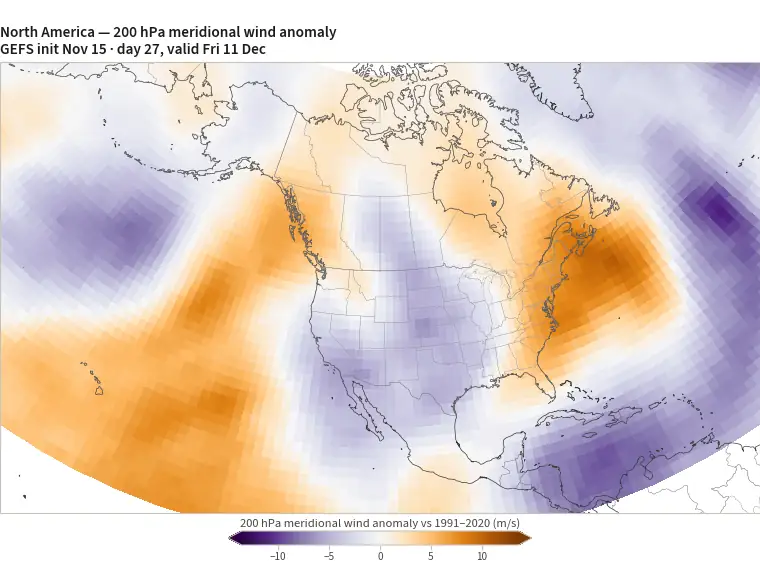 North America — 200 hPa meridional wind anomaly
GEFS init Nov 15 · day 27, valid Fri 11 Dec
200 hPa meridional wind anomaly vs 1991–2020 (m/s)
−10 −5 0 5 10